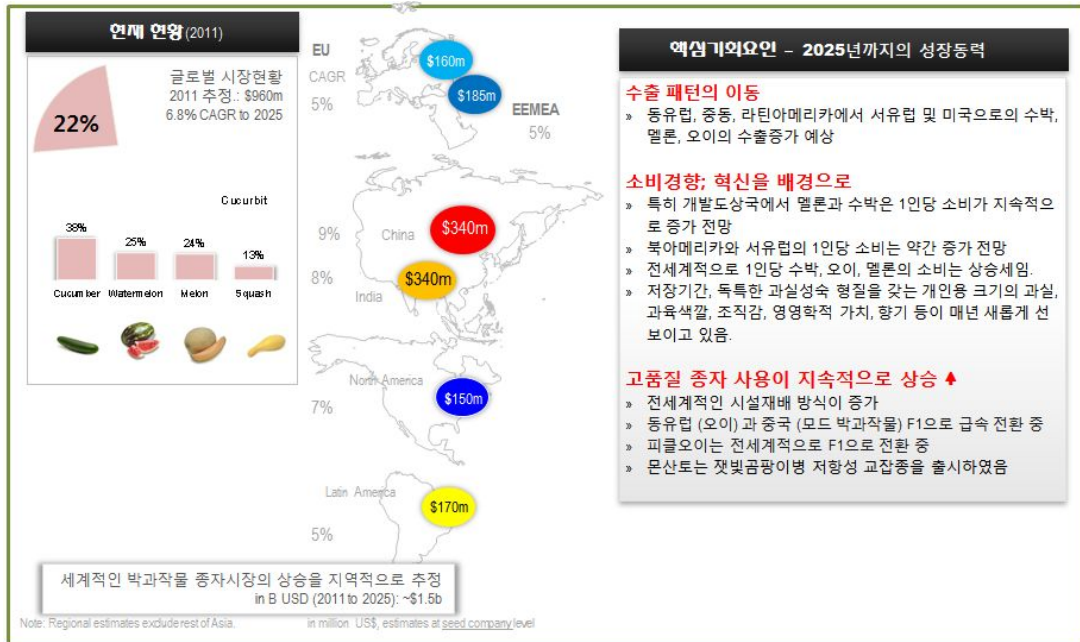 현재 현황(2011)
글로벌 시장현황
2011 추정.: $960m
6.8% CAGR to 2025
22%
Cucurbit
38%
25%
24%
13%
Cucumber
Watermelon
Melon
Squash
EU
CAGR
5%
$160m
$185m
EEMEA
5%
9%
China
$340m
8%
India
$340m
North America
7%
$150m
Latin America
5%
$170m
세계적인 박과작물 종자시장의 상승을 지역적으로 추정
in B USD (2011 to 2025): ~$1.5b
Note: Regional estimates exclude rest of Asia.
in million US$, estimates at seed company level
핵심기회요인 – 2025년까지의 성장동력
수출 패턴의 이동
» 동유럽, 중동, 라틴아메리카에서 서유럽 및 미국으로의 수박,
멜론, 오이의 수출증가 예상
소비경향; 혁신을 배경으로
» 특히 개발도상국에서 멜론과 수박은 1인당 소비가 지속적으
로 증가 전망
» 북아메리카와 서유럽의 1인당 소비는 약간 증가 전망
» 전세계적으로 1인당 수박, 오이, 멜론의 소비는 상승세임.
» 저장기간, 독특한 과실성숙 형질을 갖는 개인용 크기의 과실,
과육색깔, 조직감, 영영학적 가치, 향기 등이 매년 새롭게 선
보이고 있음.
고품질 종자 사용이 지속적으로 상승
» 전세계적인 시설재배 방식이 증가
» 동유럽 (오이) 과 중국 (모드 박과작물) F1으로 급속 전환 중
» 피클오이는 전세계적으로 F1으로 전환 중
» 몬산토는 잿빛곰팡이병 저항성 교잡종을 출시하였음